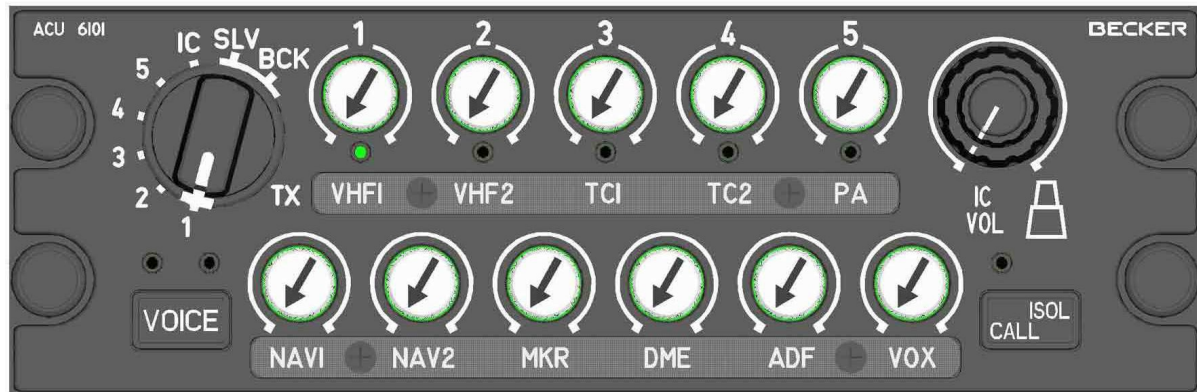 ACU 6101
BECKER
IC SLV BCK
5
4
3
2
1
TX
1 2 3 4 5
VHF1 VHF2 TC1 TC2 PA
IC
VOL
VOICE
NAV1 NAV2 MKR DME ADF VOX
ISOL
CALL